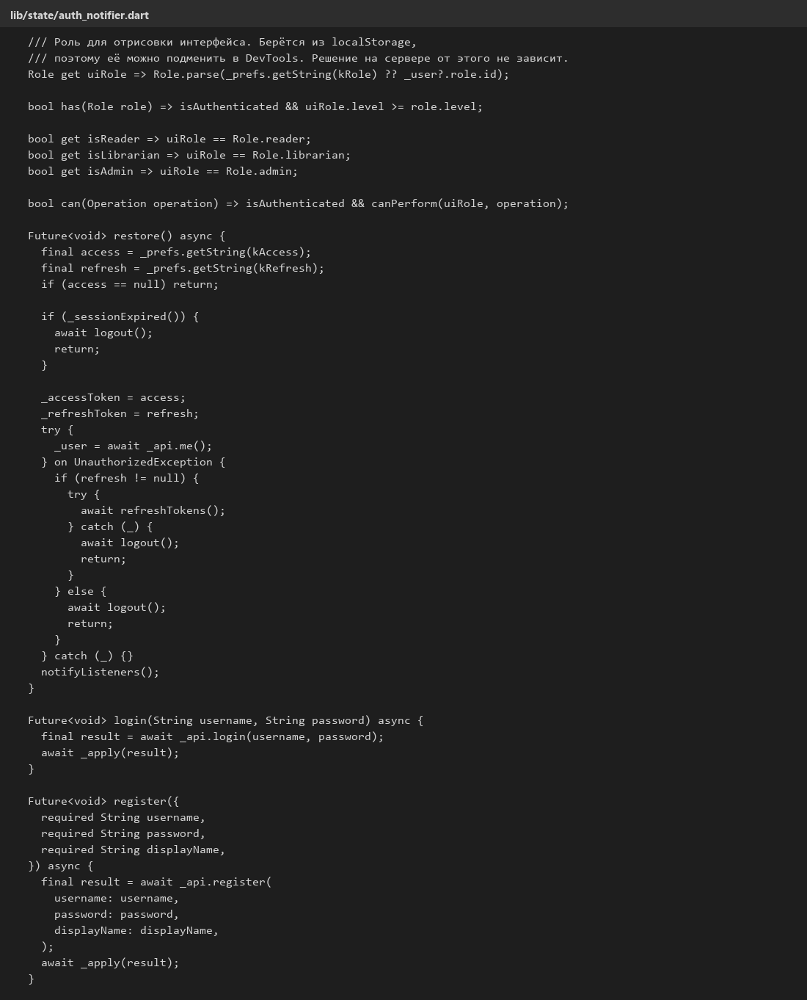 lib/state/auth_notifier.dart
/// Роль для отрисовки интерфейса. Берётся из localStorage,
/// поэтому её можно подменить в DevTools. Решение на сервере от этого не зависит.
Role get uiRole => Role.parse(_prefs.getString(kRole) ?? _user?.role.id);

bool has(Role role) => isAuthenticated && uiRole.level >= role.level;

bool get isReader => uiRole == Role.reader;
bool get isLibrarian => uiRole == Role.librarian;
bool get isAdmin => uiRole == Role.admin;

bool can(Operation operation) => isAuthenticated && canPerform(uiRole, operation);

Future<void> restore() async {
  final access = _prefs.getString(kAccess);
  final refresh = _prefs.getString(kRefresh);
  if (access == null) return;

  if (_sessionExpired()) {
    await logout();
    return;
  }

  _accessToken = access;
  _refreshToken = refresh;
  try {
    _user = await _api.me();
  } on UnauthorizedException {
    if (refresh != null) {
      try {
        await refreshTokens();
      } catch (_) {
        await logout();
        return;
      }
    } else {
      await logout();
      return;
    }
  } catch (_) {}
  notifyListeners();
}

Future<void> login(String username, String password) async {
  final result = await _api.login(username, password);
  await _apply(result);
}

Future<void> register({
  required String username,
  required String password,
  required String displayName,
}) async {
  final result = await _api.register(
    username: username,
    password: password,
    displayName: displayName,
  );
  await _apply(result);
}